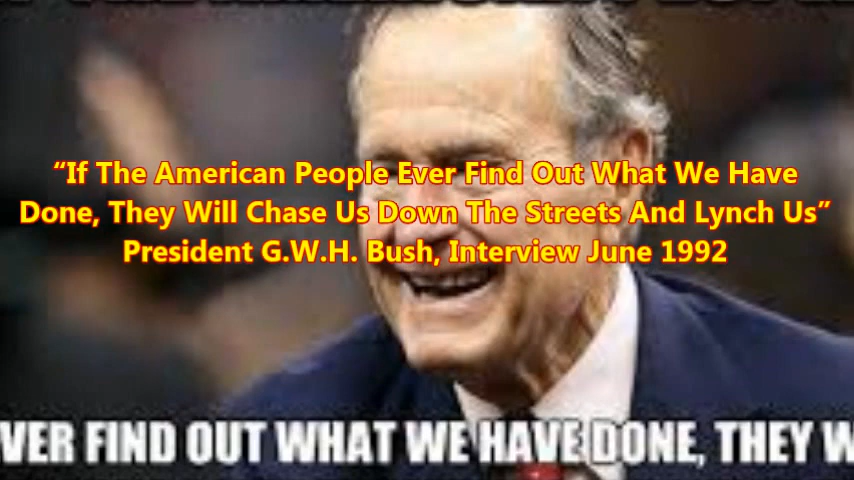 “If The American People Ever Find Out What We Have
Done, They Will Chase Us Down The Streets And Lynch Us”
President G.W.H. Bush, Interview June 1992
VER FIND OUT WHAT WE HAVE DONE, THEY W